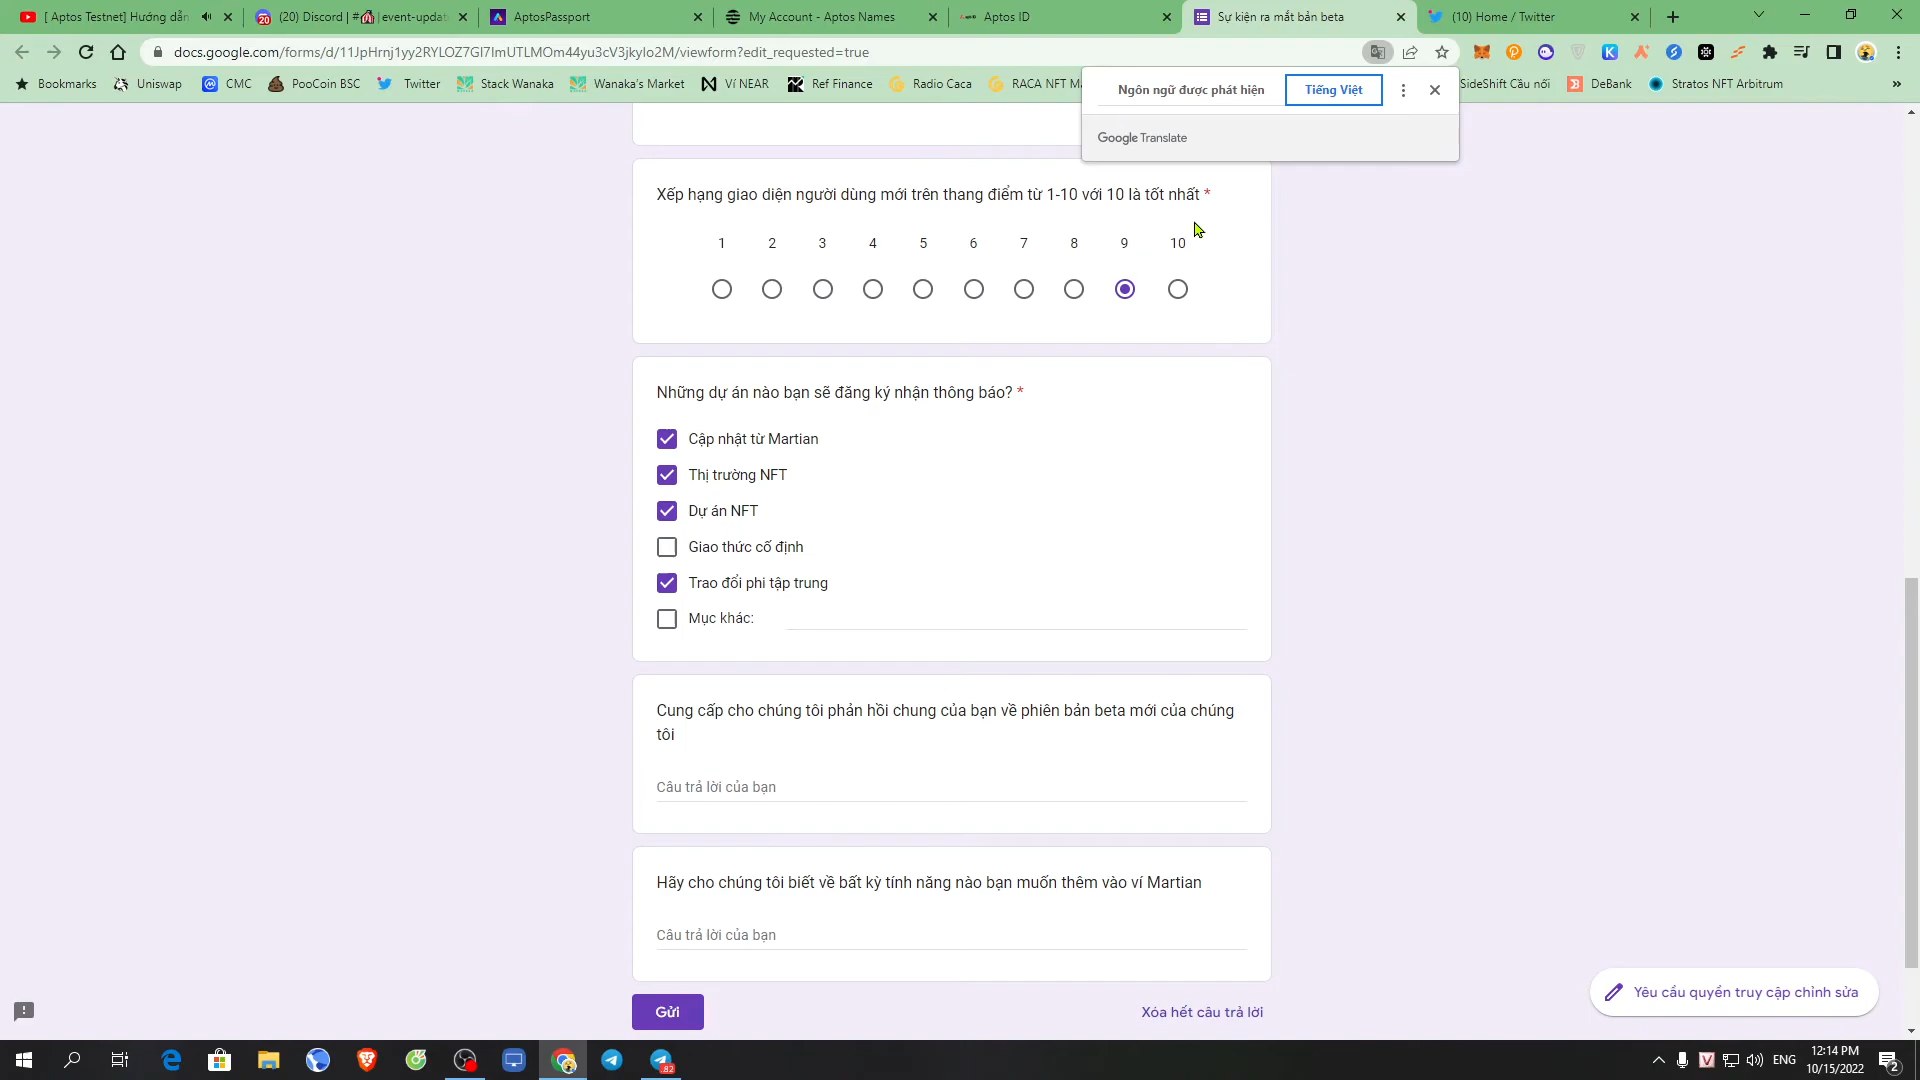 [ Aptos Testnet] Hướng dẫn
(20) Discord | #
event-updat
AptosPassport
My Account - Aptos Names
Aptos ID
Sự kiện ra mắt bản beta
(10) Home / Twitter
docs.google.com/forms/d/11JpHrnj1yy2RYLOZ7Gl7ImUTLMOm44yu3cV3jkyIo2M/viewform?edit_requested=true
Bookmarks
Uniswap
CMC
PooCoin BSC
Twitter
Stack Wanaka
Wanaka's Market
Ví NEAR
Ref Finance
Radio Caca
RACA NFT Ma
SideShift Cầu nối
DeBank
Stratos NFT Arbitrum
»
Ngôn ngữ được phát hiện
Tiếng Việt
Google Translate
Xếp hạng giao diện người dùng mới trên thang điểm từ 1-10 với 10 là tốt nhất *
1 2 3 4 5 6 7 8 9 10
Những dự án nào bạn sẽ đăng ký nhận thông báo? *
Cập nhật từ Martian
Thị trường NFT
Dự án NFT
Giao thức cố định
Trao đổi phi tập trung
Mục khác:
Cung cấp cho chúng tôi phản hồi chung của bạn về phiên bản beta mới của chúng
tôi
Câu trả lời của bạn
Hãy cho chúng tôi biết về bất kỳ tính năng nào bạn muốn thêm vào ví Martian
Câu trả lời của bạn
Gửi
Xóa hết câu trả lời
Yêu cầu quyền truy cập chỉnh sửa
82
ENG
12:14 PM
10/15/2022
2